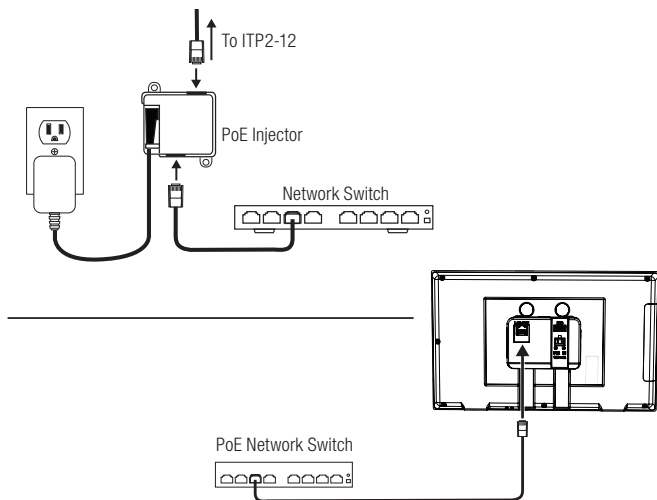 To ITP2-12
PoE Injector
Network Switch
PoE Network Switch